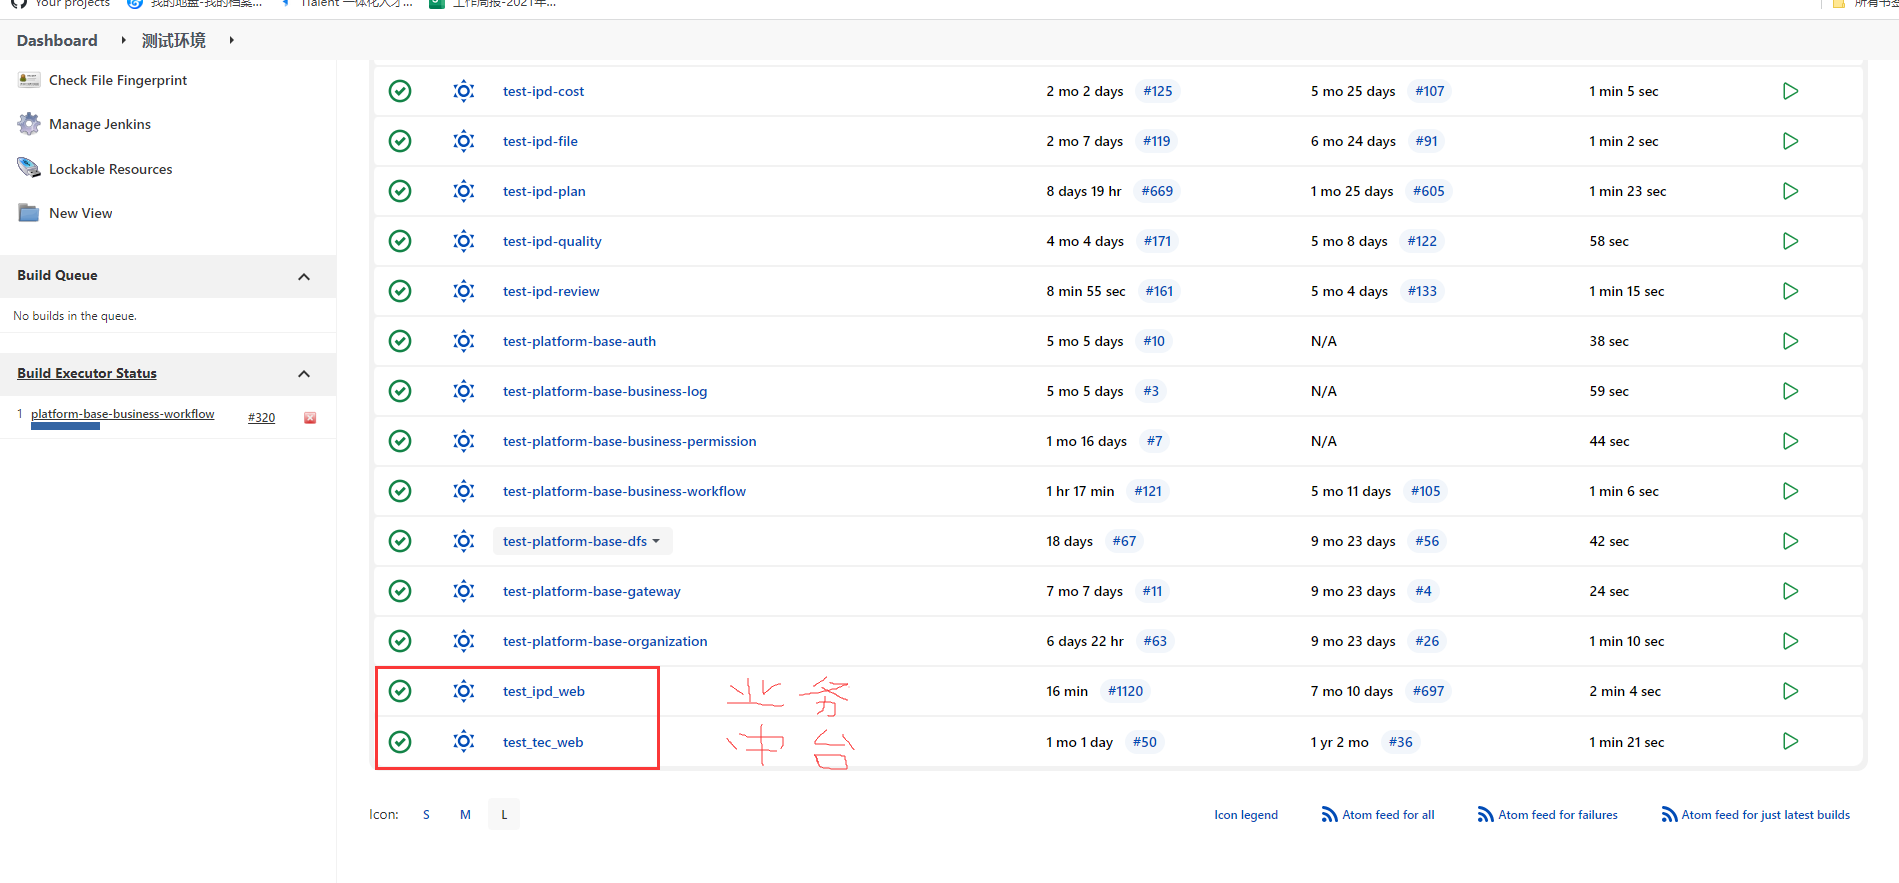 Your projects 我的地盘-我的档案... iTalent 一体化人才... 工作周报-2021年... 所有书签
Dashboard 测试环境
Check File Fingerprint
Manage Jenkins
Lockable Resources
New View
Build Queue
No builds in the queue.
Build Executor Status
1 platform-base-business-workflow #320
test-ipd-cost 2 mo 2 days #125 5 mo 25 days #107 1 min 5 sec
test-ipd-file 2 mo 7 days #119 6 mo 24 days #91 1 min 2 sec
test-ipd-plan 8 days 19 hr #669 1 mo 25 days #605 1 min 23 sec
test-ipd-quality 4 mo 4 days #171 5 mo 8 days #122 58 sec
test-ipd-review 8 min 55 sec #161 5 mo 4 days #133 1 min 15 sec
test-platform-base-auth 5 mo 5 days #10 N/A 38 sec
test-platform-base-business-log 5 mo 5 days #3 N/A 59 sec
test-platform-base-business-permission 1 mo 16 days #7 N/A 44 sec
test-platform-base-business-workflow 1 hr 17 min #121 5 mo 11 days #105 1 min 6 sec
test-platform-base-dfs 18 days #67 9 mo 23 days #56 42 sec
test-platform-base-gateway 7 mo 7 days #11 9 mo 23 days #4 24 sec
test-platform-base-organization 6 days 22 hr #63 9 mo 23 days #26 1 min 10 sec
test_ipd_web 业务 16 min #1120 7 mo 10 days #697 2 min 4 sec
test_tec_web 中台 1 mo 1 day #50 1 yr 2 mo #36 1 min 21 sec
Icon: S M L Icon legend Atom feed for all Atom feed for failures Atom feed for just latest builds